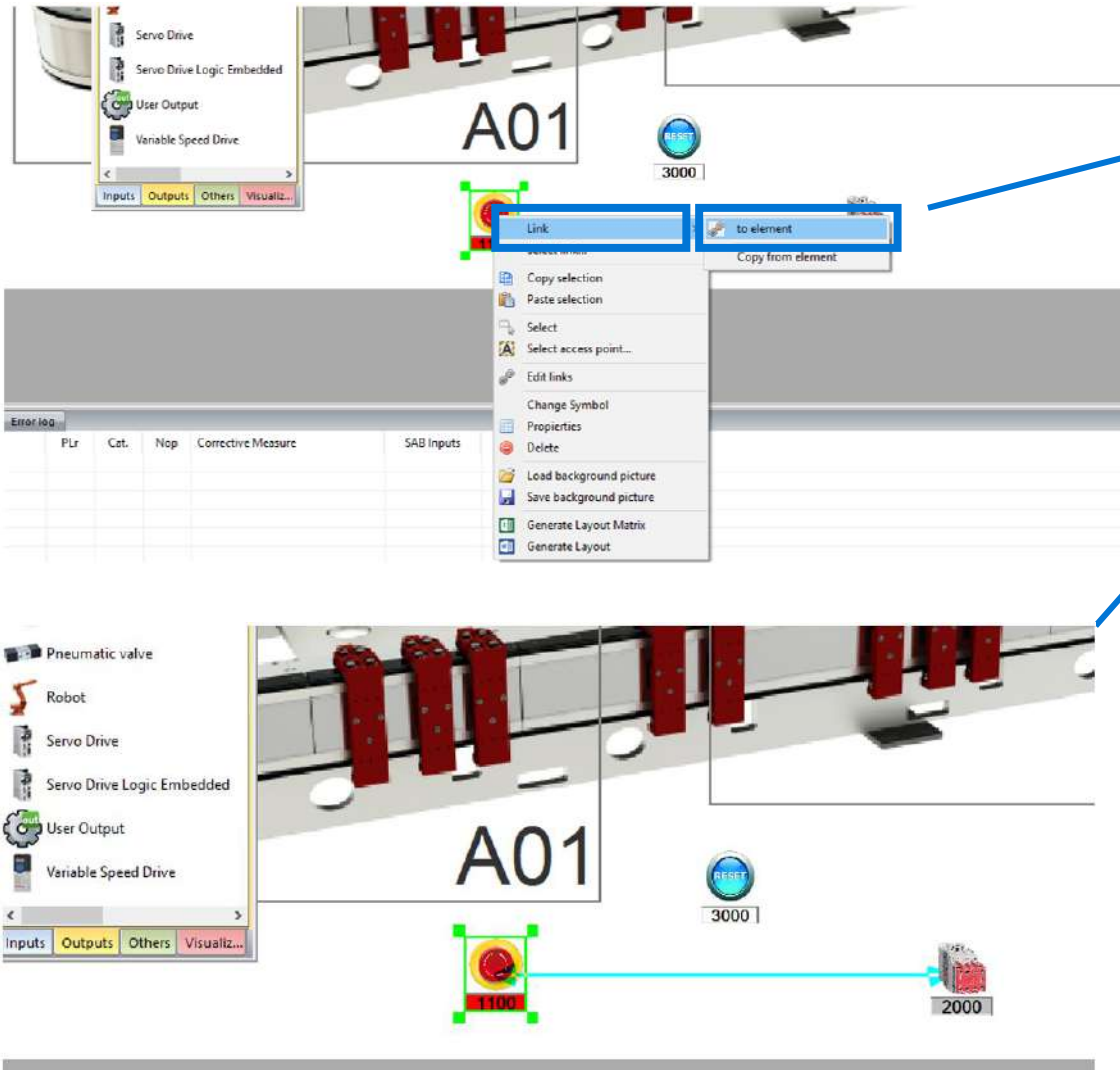 Servo Drive
Servo Drive Logic Embedded
User Output
Variable Speed Drive
Inputs Outputs Others Visualiz...
A01
RESET
3000
Link
to element
Copy from element
Copy selection
Paste selection
Select
Select access point...
Edit links
Change Symbol
Propierties
Delete
Load background picture
Save background picture
Generate Layout Matrix
Generate Layout
Error log
PLr Cat. Nop Corrective Measure SAB Inputs
Pneumatic valve
Robot
Servo Drive
Servo Drive Logic Embedded
User Output
Variable Speed Drive
Inputs Outputs Others Visualiz...
A01
RESET
3000
1100
2000